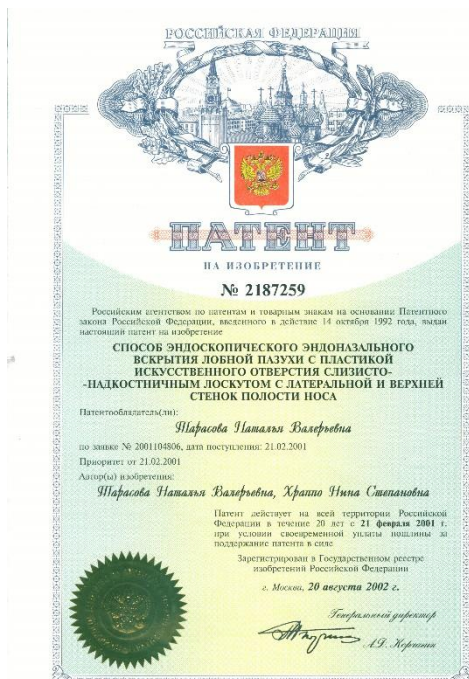 РОССИЙСКАЯ ФЕДЕРАЦИЯ
ПАТЕНТ
НА ИЗОБРЕТЕНИЕ
№ 2187259
Российским агентством по патентам и товарным знакам на основании Патентного
закона Российской Федерации, введенного в действие 14 октября 1992 года, выдан
настоящий патент на изобретение
СПОСОБ ЭНДОСКОПИЧЕСКОГО ЭНДОНАЗАЛЬНОГО
ВСКРЫТИЯ ЛОБНОЙ ПАЗУХИ С ПЛАСТИКОЙ
ИСКУССТВЕННОГО ОТВЕРСТИЯ СЛИЗИСТО-
-НАДКОСТНИЧНЫМ ЛОСКУТОМ С ЛАТЕРАЛЬНОЙ И ВЕРХНЕЙ
СТЕНОК ПОЛОСТИ НОСА
Патентообладатель(ли):
Тарасова Наталья Валерьевна
по заявке № 2001104806, дата поступления: 21.02.2001
Приоритет от 21.02.2001
Автор(ы) изобретения:
Тарасова Наталья Валерьевна, Храппо Нина Степановна
Патент действует на всей территории Российской
Федерации в течение 20 лет с 21 февраля 2001 г.
при условии своевременной уплаты пошлины за
поддержание патента в силе
Зарегистрирован в Государственном реестре
изобретений Российской Федерации
г. Москва, 20 августа 2002 г.
Генеральный директор
А.Д. Корчагин